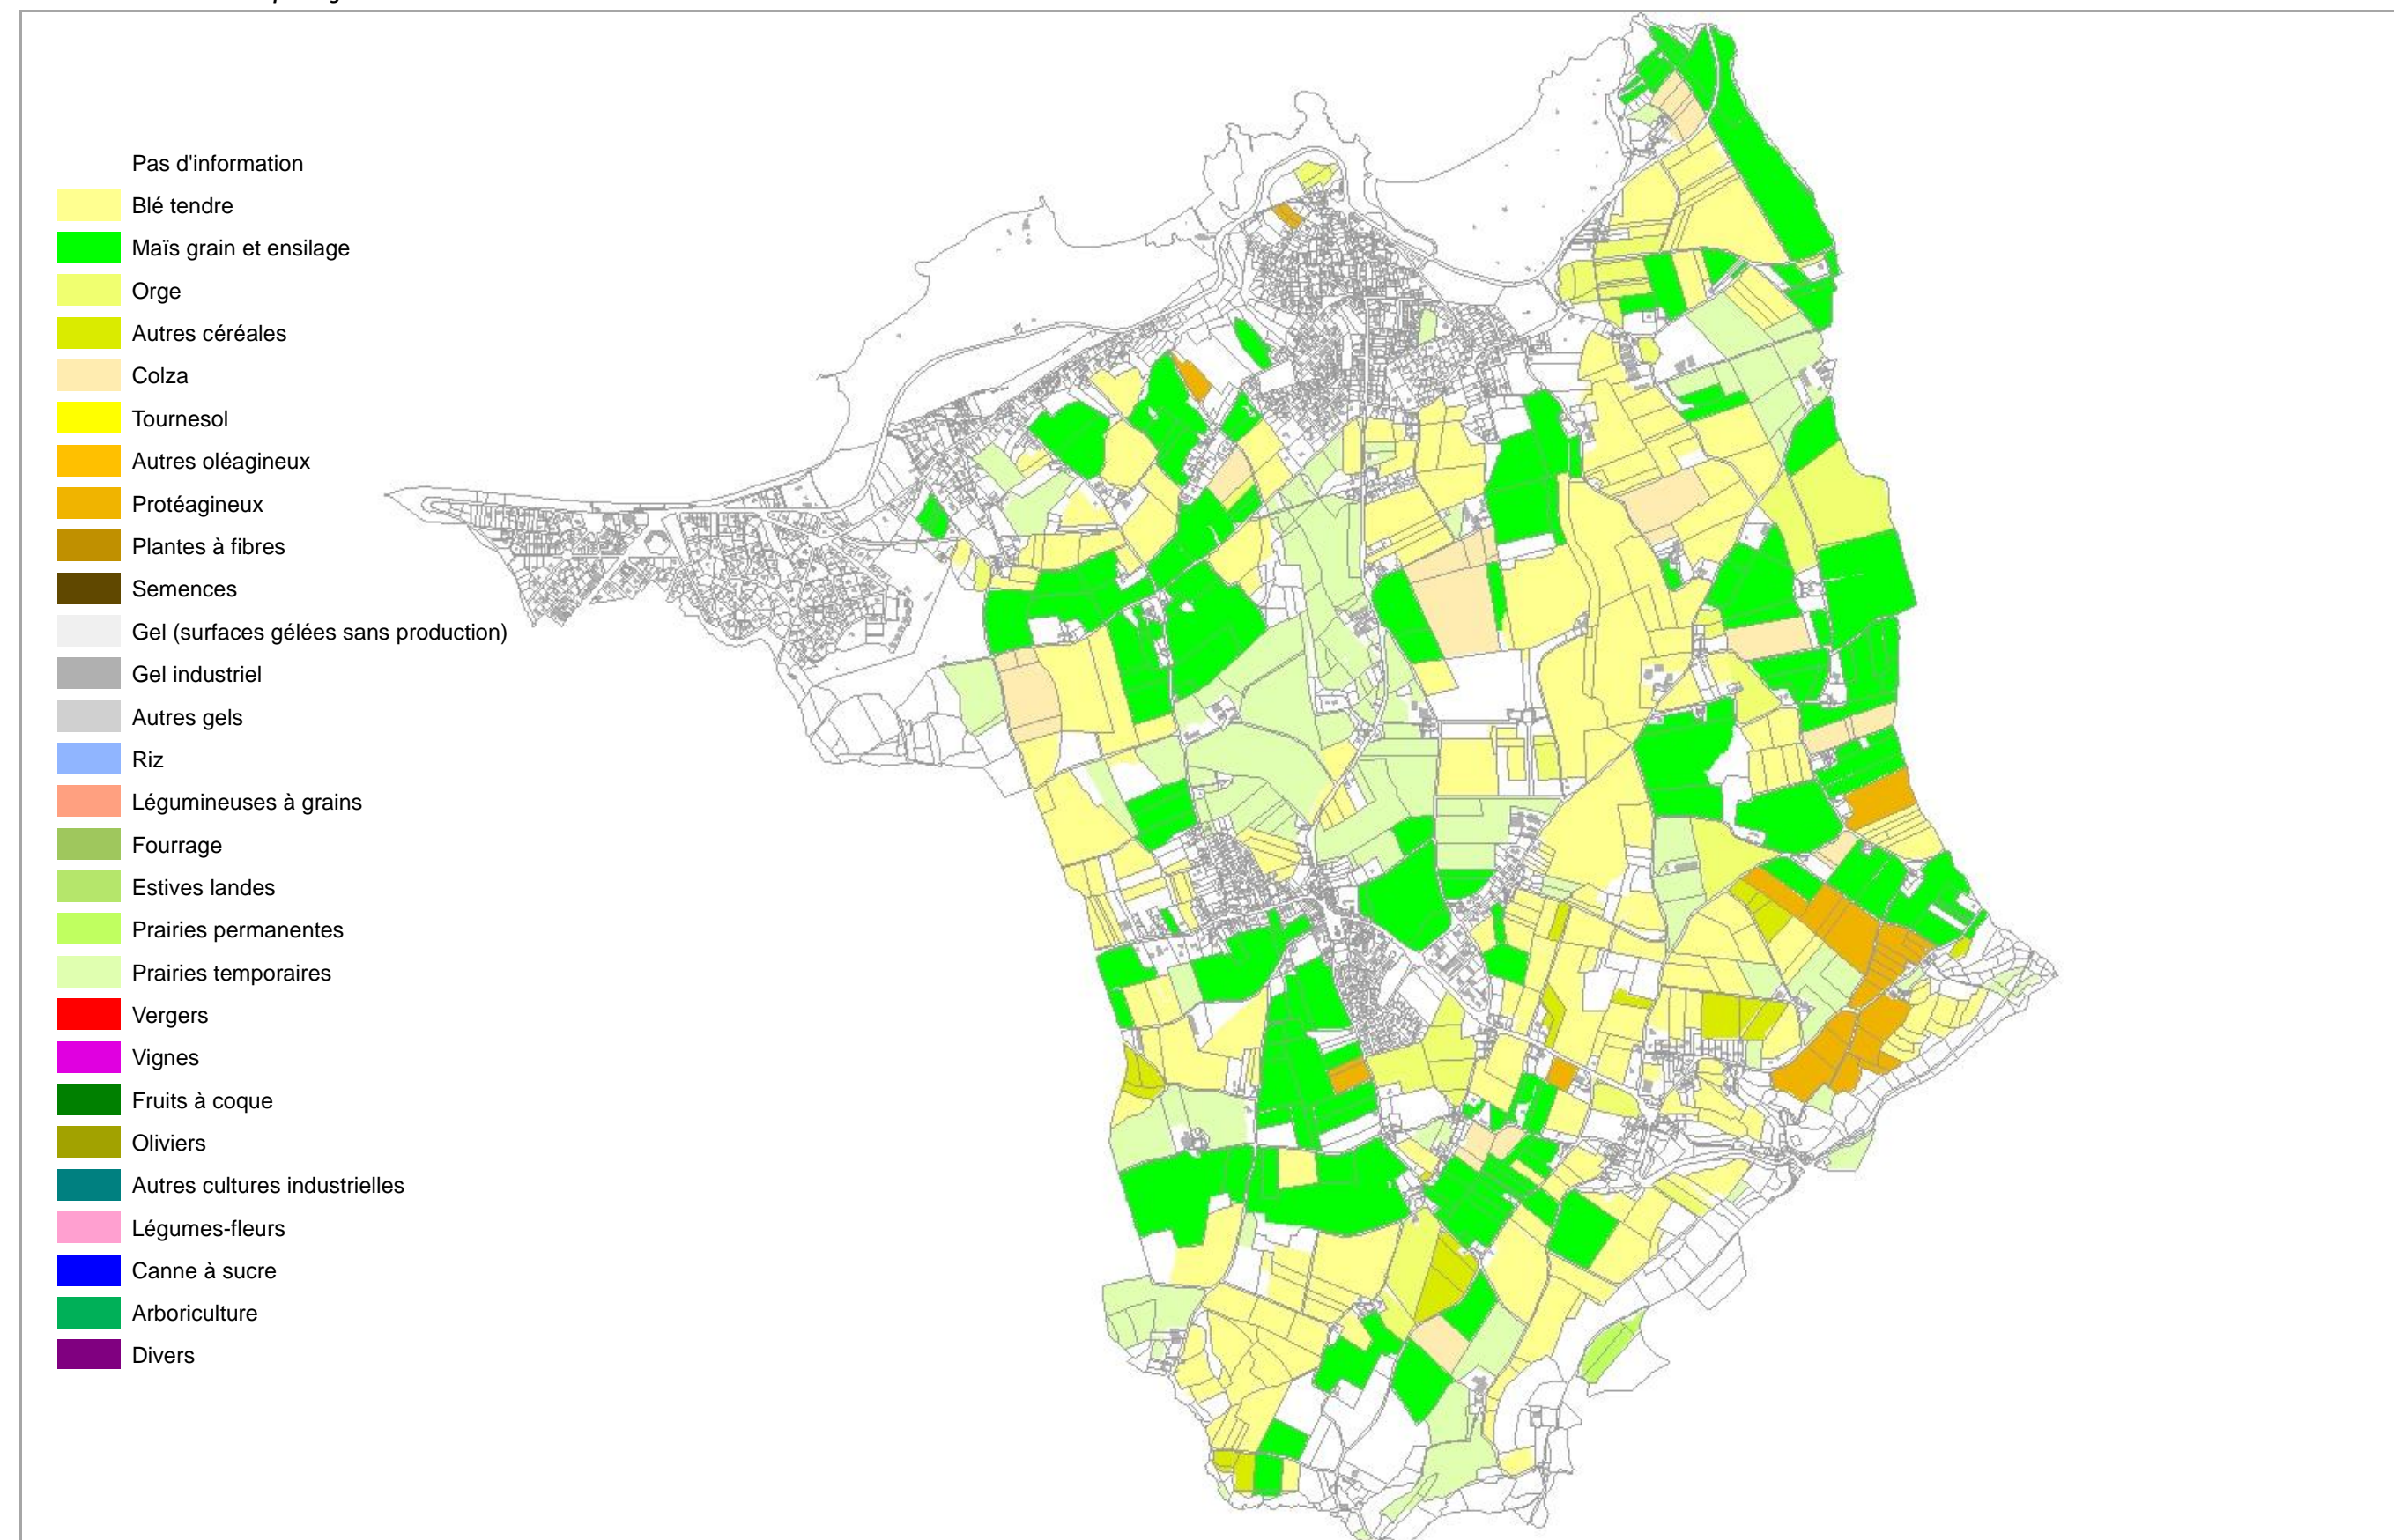 Pas d'information
Blé tendre
Maïs grain et ensilage
Orge
Autres céréales
Colza
Tournesol
Autres oléagineux
Protéagineux
Plantes à fibres
Semences
Gel (surfaces gélées sans production)
Gel industriel
Autres gels
Riz
Légumineuses à grains
Fourrage
Estives landes
Prairies permanentes
Prairies temporaires
Vergers
Vignes
Fruits à coque
Oliviers
Autres cultures industrielles
Légumes-fleurs
Canne à sucre
Arboriculture
Divers